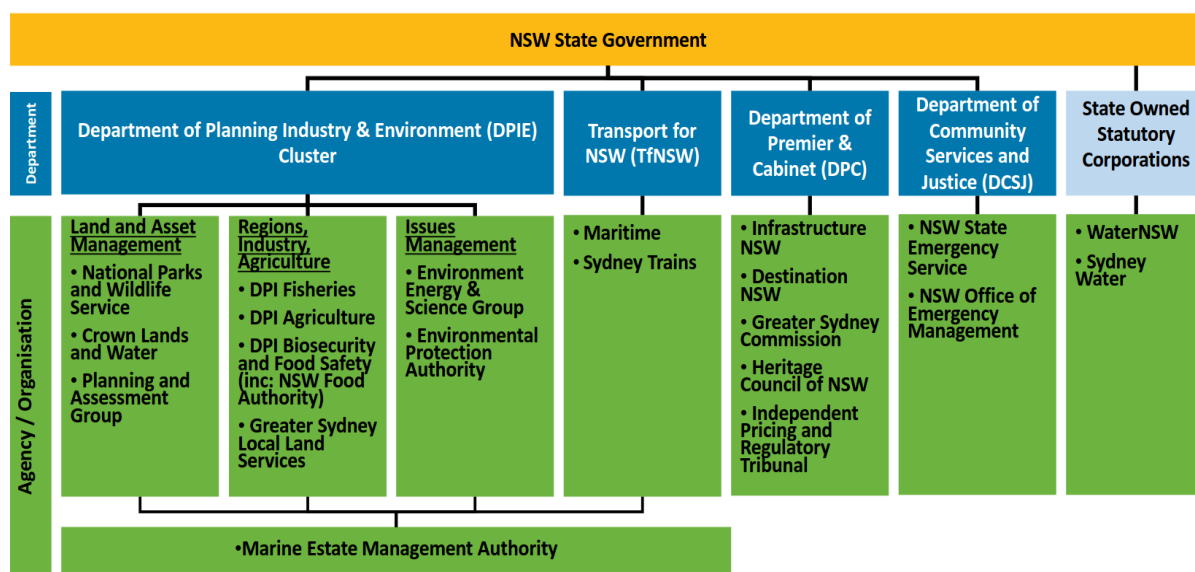 NSW State Government
Department
Department of Planning Industry & Environment (DPIE)
Cluster
Transport for
NSW (TfNSW)
Department of
Premier &
Cabinet (DPC)
Department of
Community
Services and
Justice (DCSJ)
State Owned
Statutory
Corporations
Agency / Organisation
Land and Asset
Management
• National Parks
and Wildlife
Service
• Crown Lands
and Water
• Planning and
Assessment
Group
Regions,
Industry,
Agriculture
• DPI Fisheries
• DPI Agriculture
• DPI Biosecurity
and Food Safety
(inc: NSW Food
Authority)
• Greater Sydney
Local Land
Services
Issues
Management
• Environment
Energy &
Science Group
• Environmental
Protection
Authority
• Maritime
• Sydney Trains
• Infrastructure
NSW
• Destination
NSW
• Greater Sydney
Commission
• Heritage
Council of NSW
• Independent
Pricing and
Regulatory
Tribunal
• NSW State
Emergency
Service
• NSW Office of
Emergency
Management
• WaterNSW
• Sydney
Water
•Marine Estate Management Authority